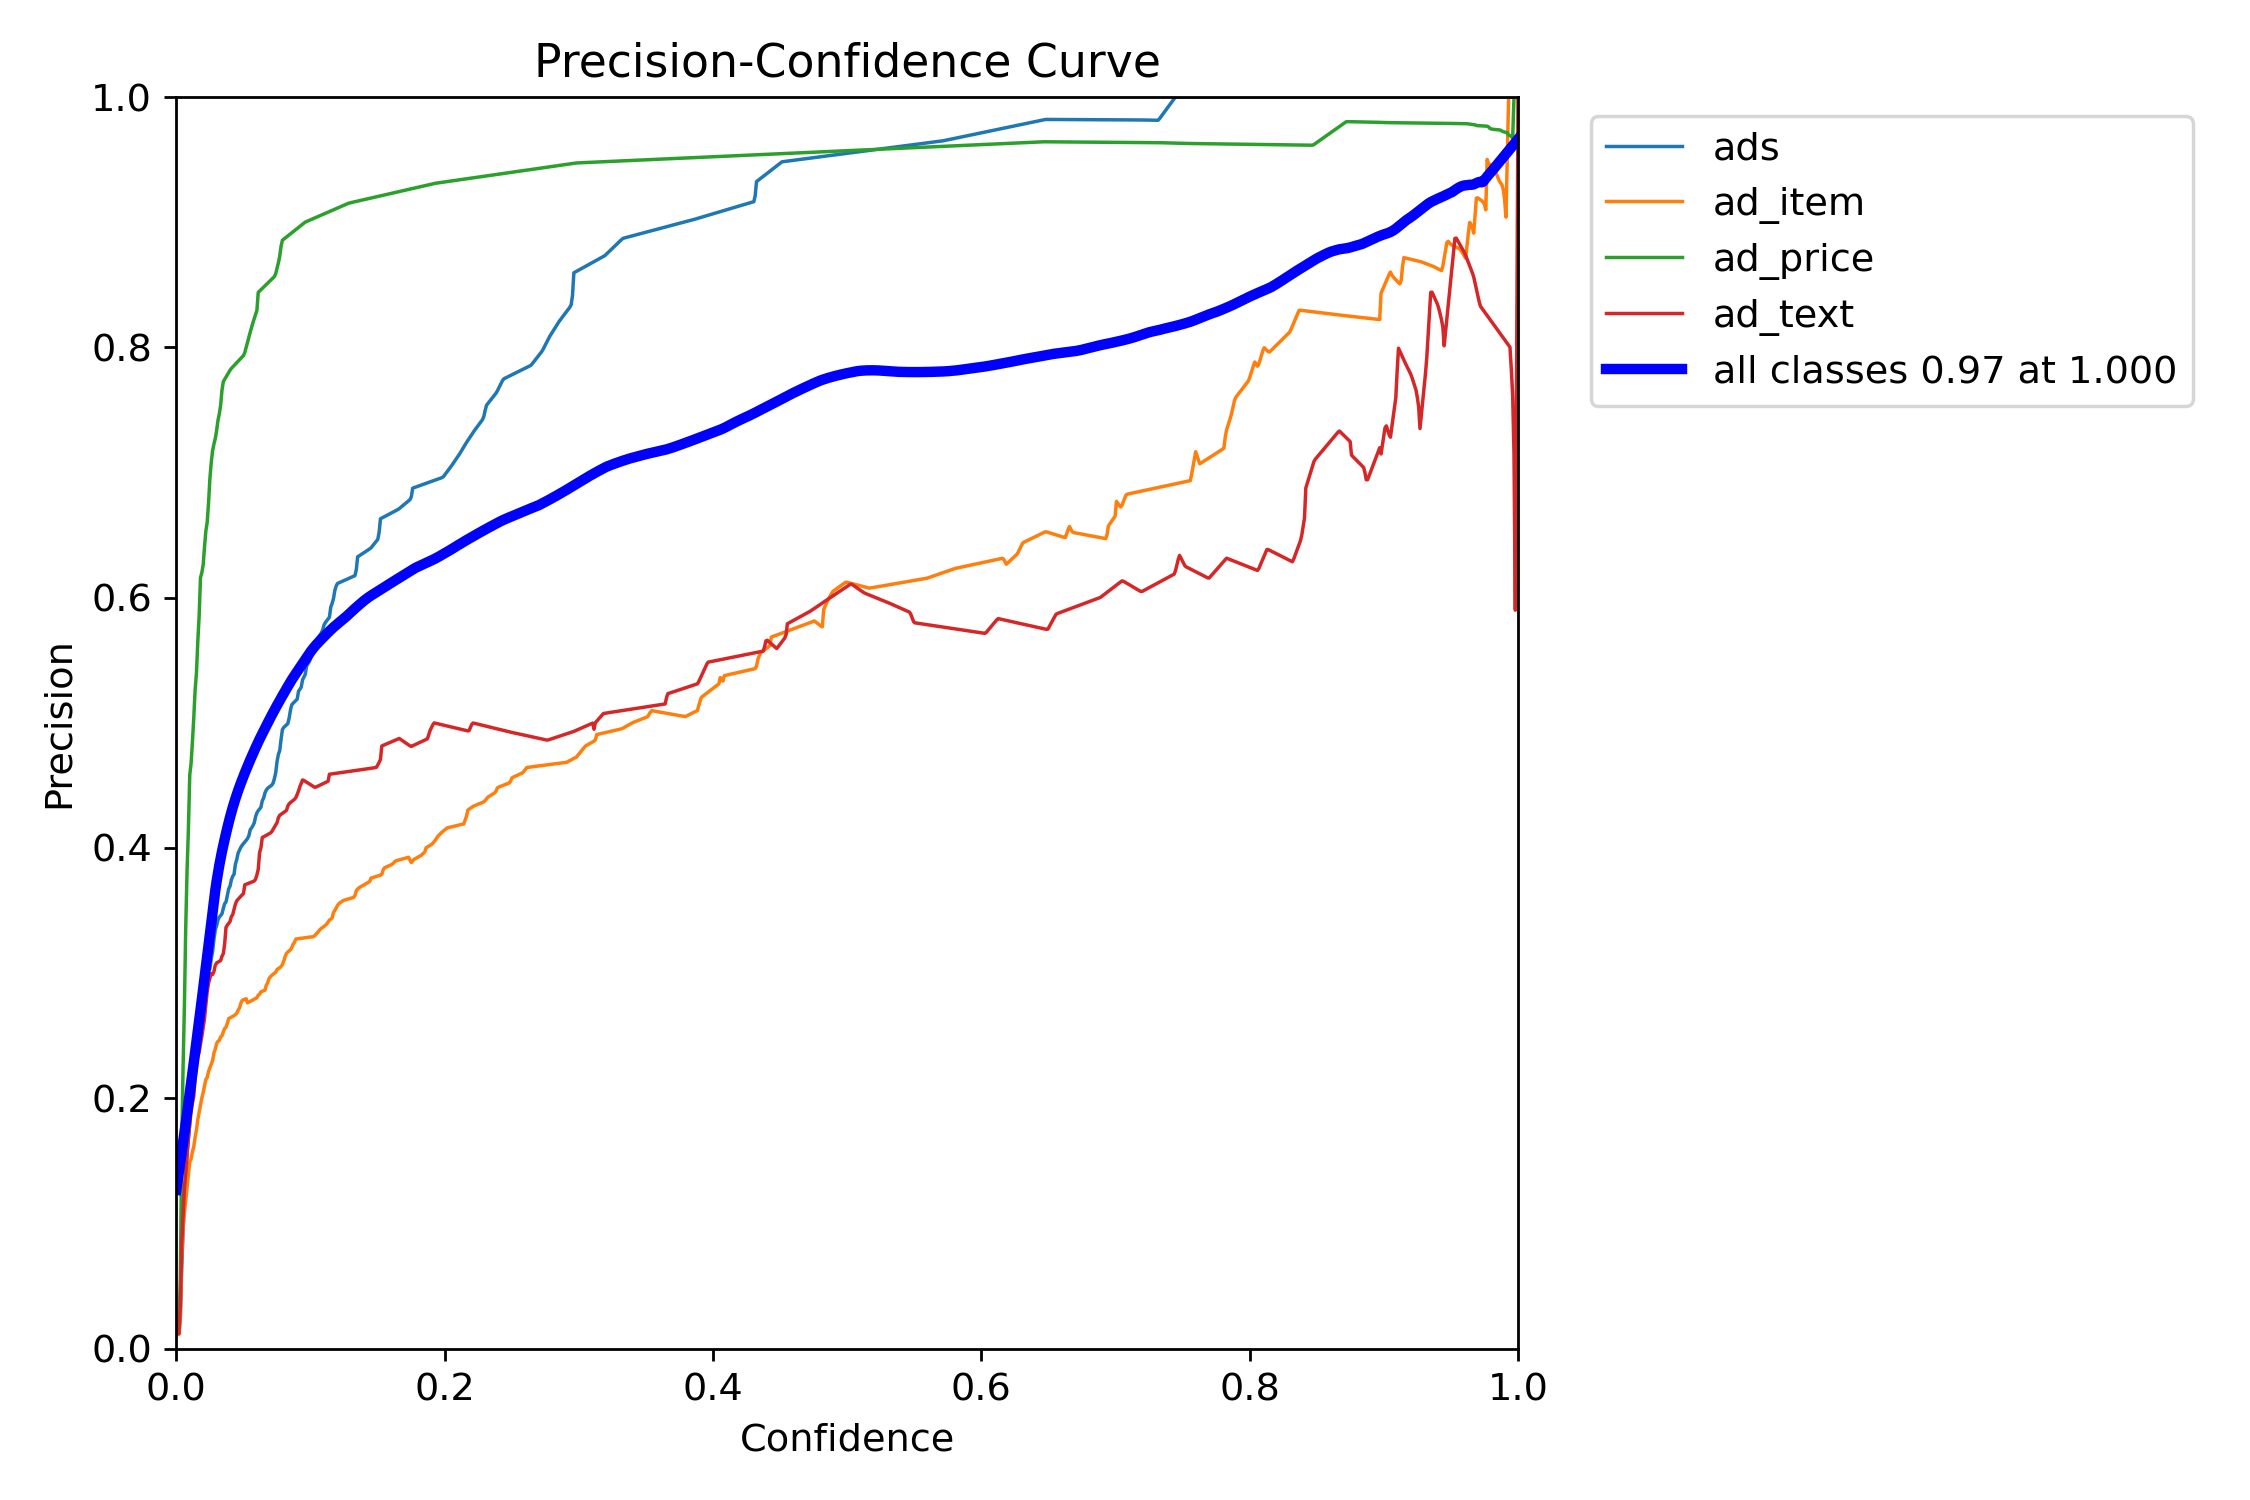 Precision-Confidence Curve
1.0
0.8
0.6
0.4
0.2
0.0
Precision
0.0 0.2 0.4 0.6 0.8 1.0
Confidence
ads
ad_item
ad_price
ad_text
all classes 0.97 at 1.000